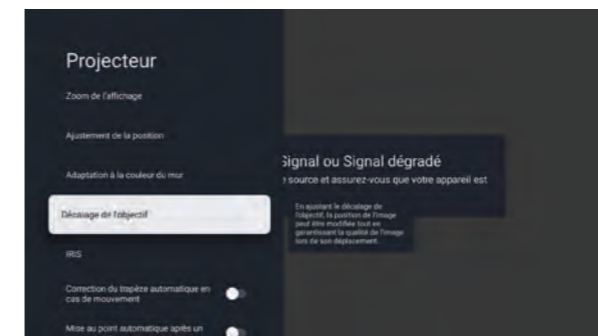 Projecteur
Zoom de l'affichage
Ajustement de la position
Adaptation à la couleur du mur
Décalage de l'objectif
IRIS
Correction du trapèze automatique en
cas de mouvement
Mise au point automatique après un
Signal ou Signal dégradé
source et assurez-vous que votre appareil est
En ajustant le décalage de
l'objectif, la position de l'image
peut être modifiée tout en
garantissant la qualité de l'image
lors de son déplacement.